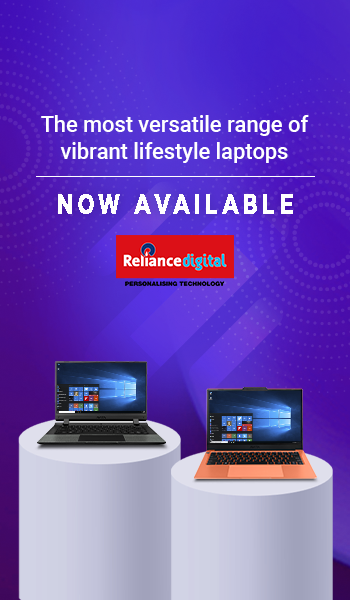 The most versatile range of
vibrant lifestyle laptops
NOW AVAILABLE
Reliance digital
PERSONALISING TECHNOLOGY